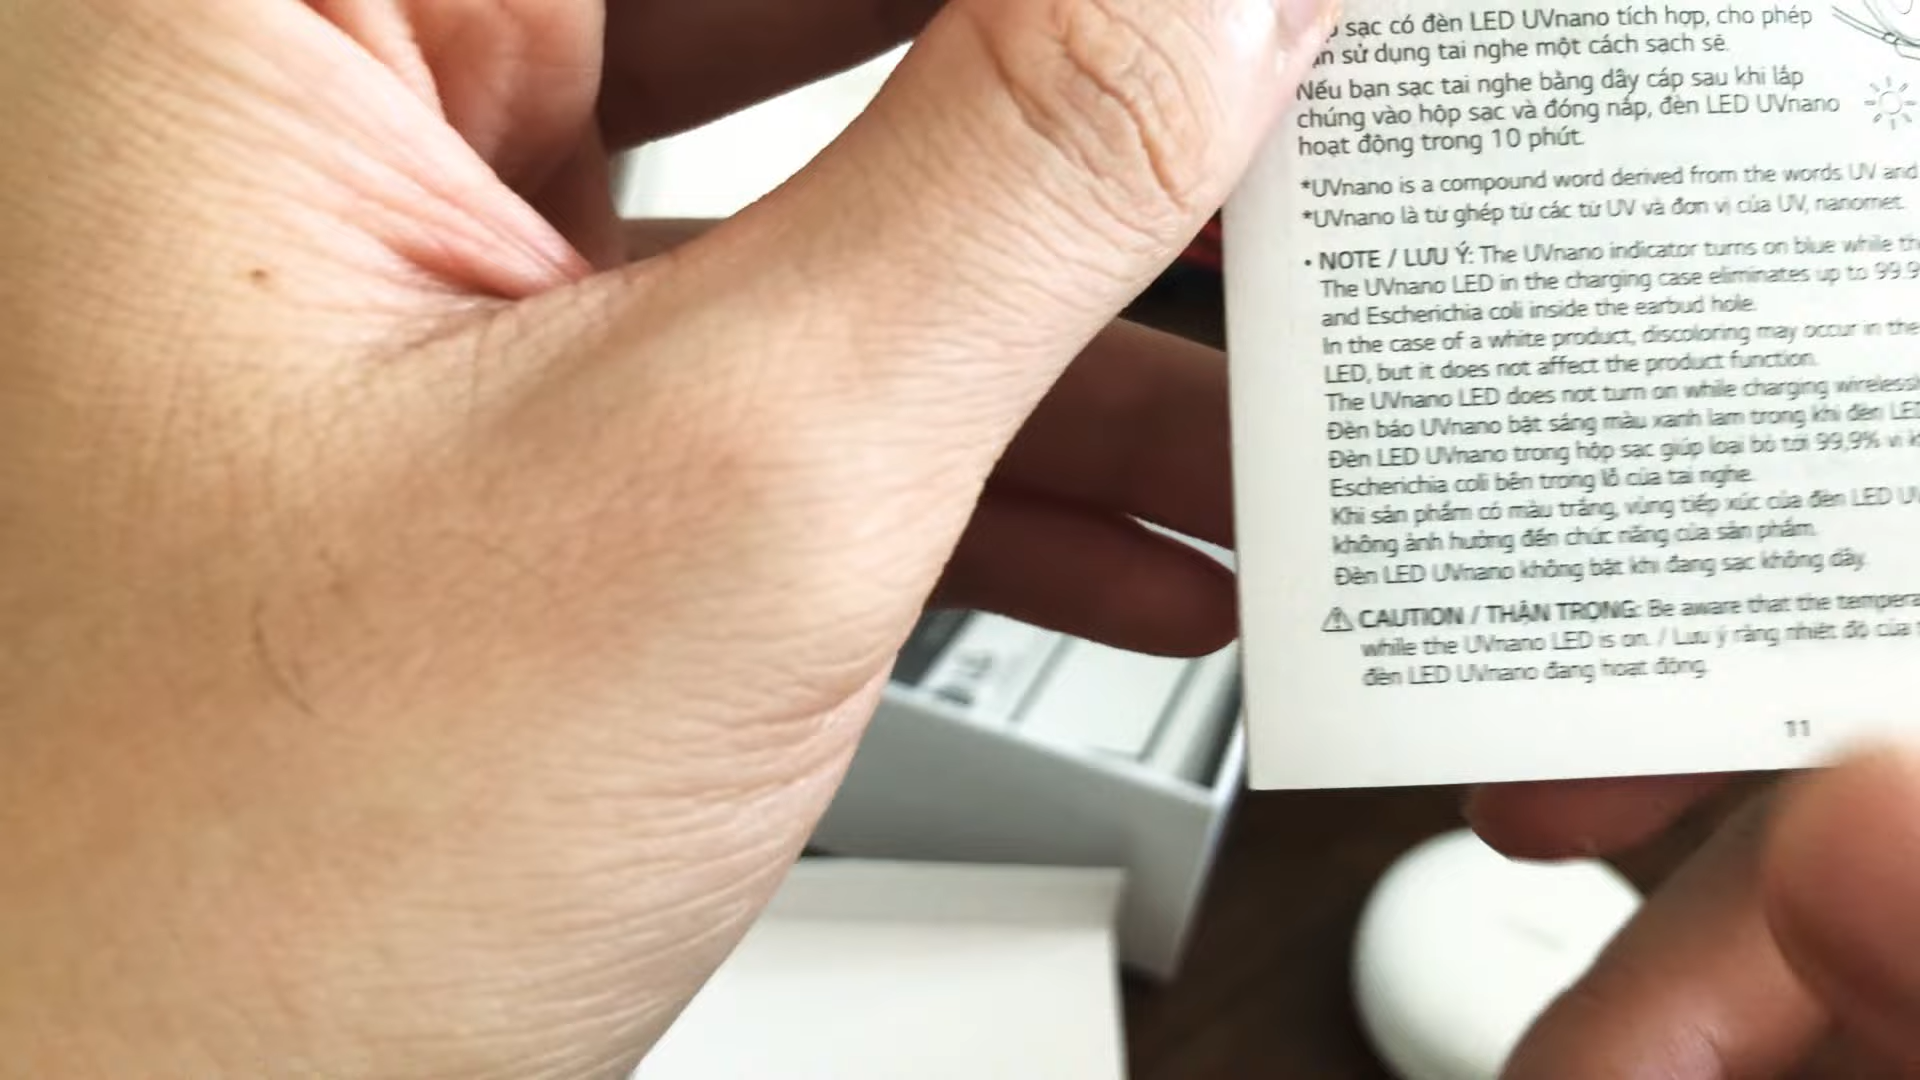 sạc có đèn LED UVnano tích hợp, cho phép
sử dụng tai nghe một cách sạch sẽ.
Nếu bạn sạc tai nghe bằng dây cáp sau khi lắp
chúng vào hộp sạc và đóng nắp, đèn LED UVnano
hoạt động trong 10 phút.
*UVnano is a compound word derived from the words UV and
*UVnano là từ ghép từ các từ UV và đơn vị của UV, nanomet.
• NOTE / LƯU Ý: The UVnano indicator turns on blue while
The UVnano LED in the charging case eliminates up to 99.9
and Escherichia coli inside the earbud hole.
In the case of a white product, discoloring may occur in the
LED, but it does not affect the product function.
The UVnano LED does not turn on while charging
Đèn báo UVnano bật sáng màu xanh lam trong khi đèn LED
Đèn LED UVnano trong hộp sạc giúp loại bỏ tới 99,9% vi
Escherichia coli bên trong lỗ của tai nghe.
Khi sản phẩm có màu trắng, vùng tiếp xúc của đèn LED
không ảnh hưởng đến chức năng của sản phẩm.
Đèn LED UVnano không bật khi đang sạc không dây.
CAUTION / THẬN TRỌNG: Be aware that the
while the UVnano LED is on. / Lưu ý rằng nhiệt độ của
đèn LED UVnano đang hoạt động.
11